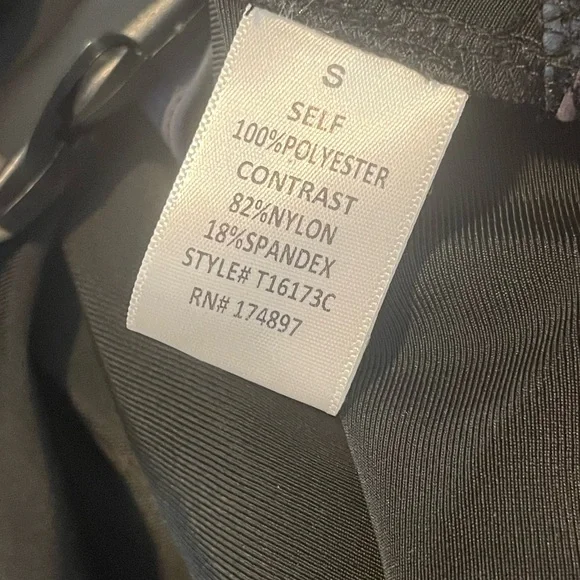 S
SELF
100%POLYESTER
CONTRAST
82%NYLON
18%SPANDEX
STYLE# T16173C
RN# 174897